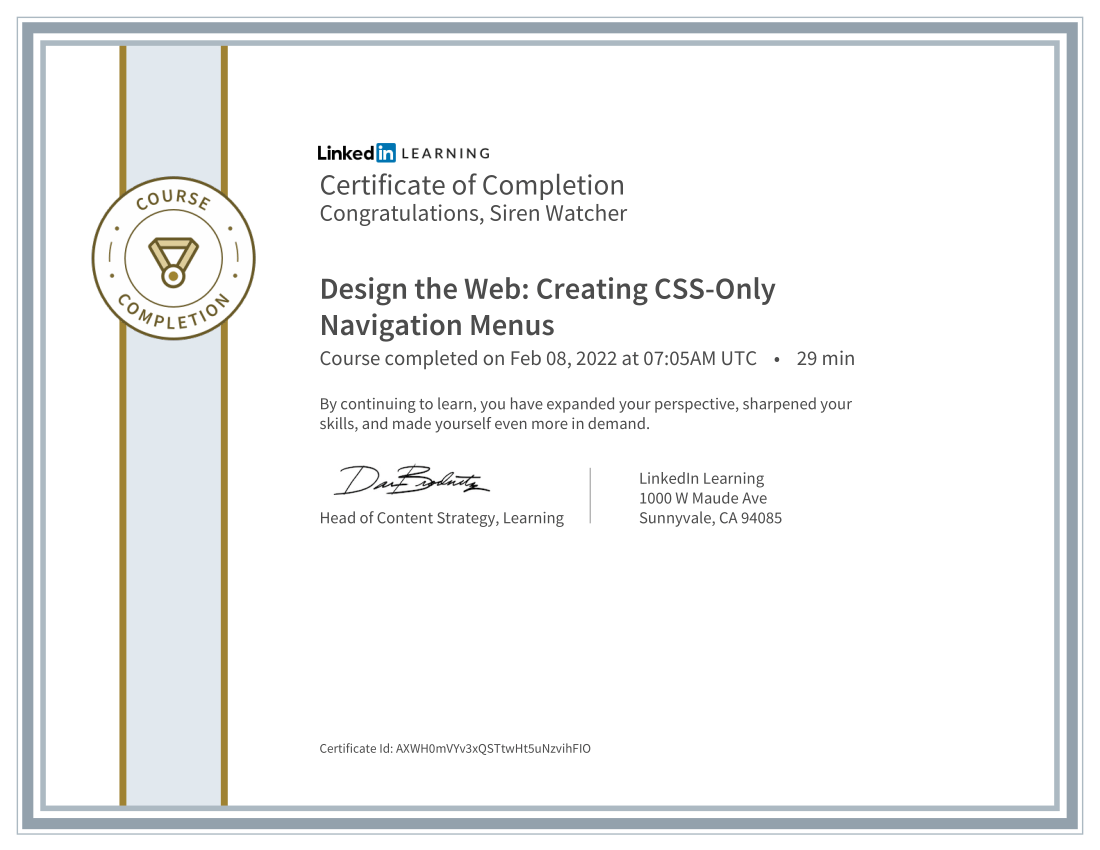 COURSE
COMPLETION
Linkedin LEARNING
Certificate of Completion
Congratulations, Siren Watcher
Design the Web: Creating CSS-Only
Navigation Menus
Course completed on Feb 08, 2022 at 07:05AM UTC • 29 min
By continuing to learn, you have expanded your perspective, sharpened your
skills, and made yourself even more in demand.
Head of Content Strategy, Learning
LinkedIn Learning
1000 W Maude Ave
Sunnyvale, CA 94085
Certificate Id: AXWH0mVYv3xQSTtwHt5uNzvihFIO